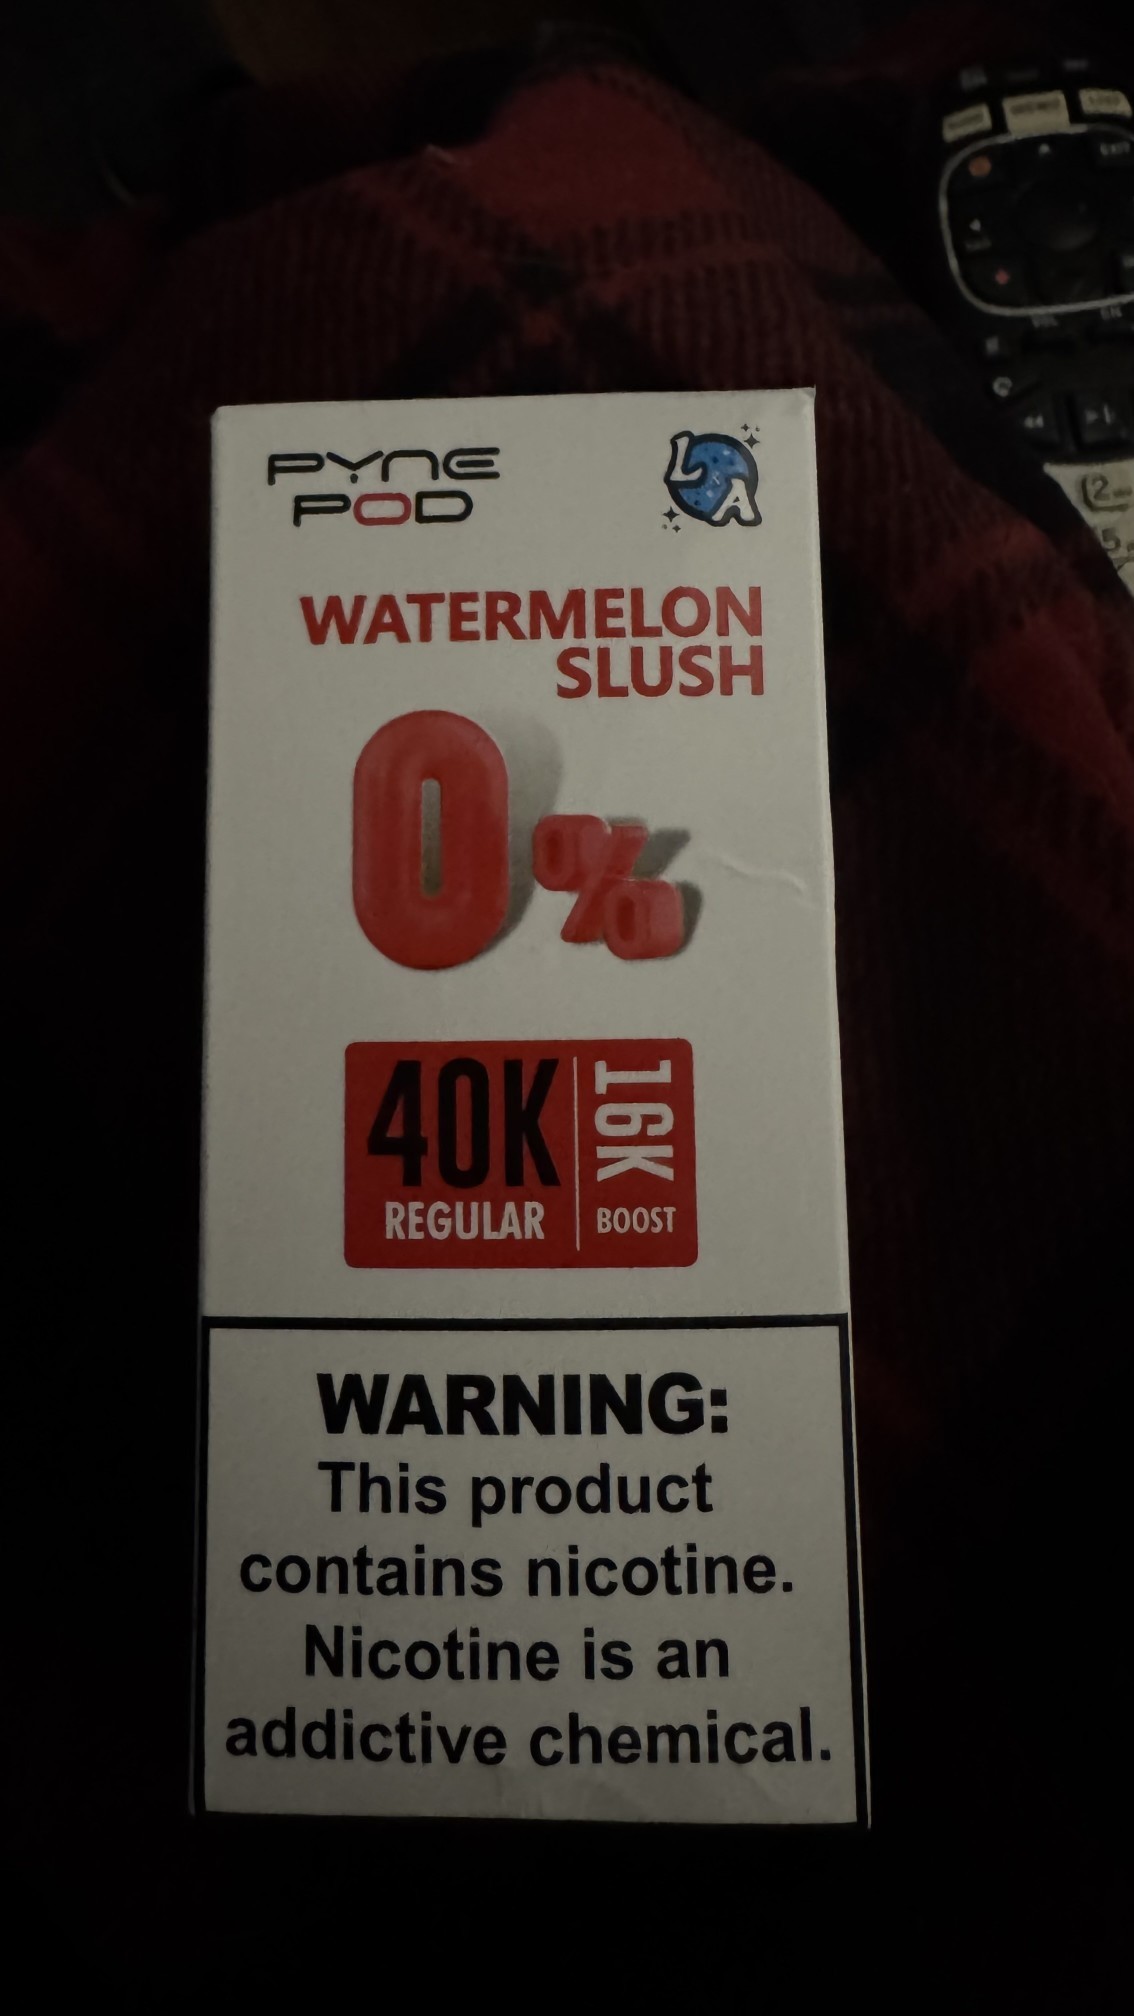 PYNE
POD
L&A
WATERMELON
SLUSH
0%
40K
REGULAR
16K
BOOST
WARNING:
This product
contains nicotine.
Nicotine is an
addictive chemical.
EXIT